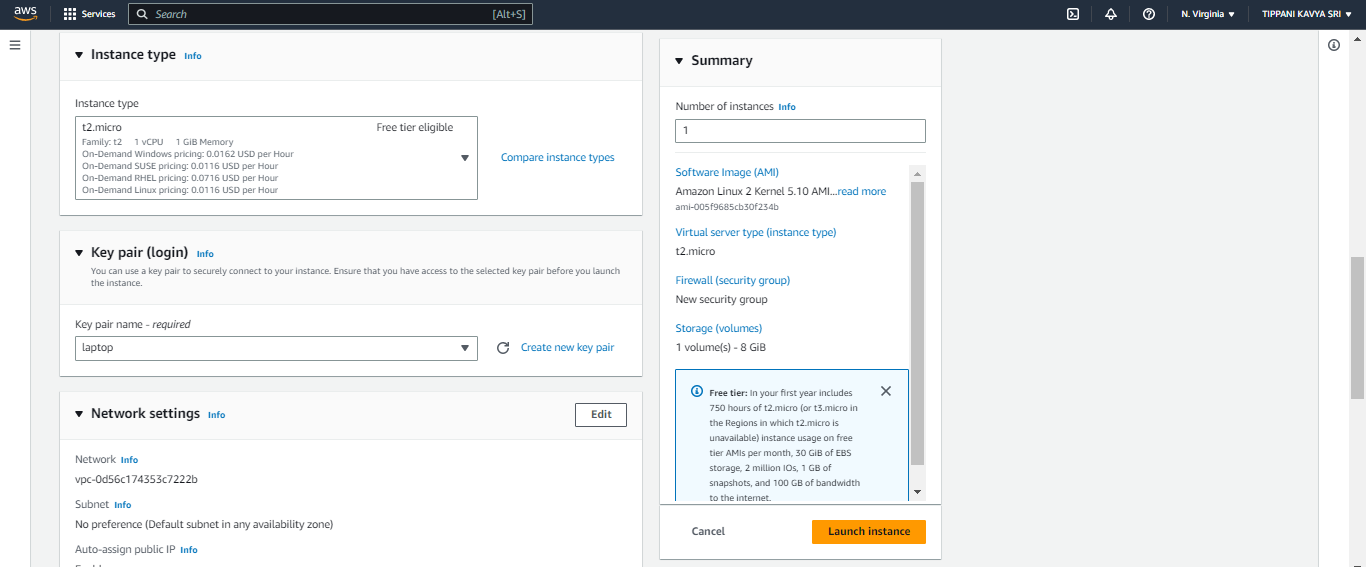 aws
Services
Search
[Alt+S]
N. Virginia
TIPPANI KAVYA SRI
Instance type Info
Instance type
t2.micro
Free tier eligible
Family: t2 1 vCPU 1 GiB Memory
On-Demand Windows pricing: 0.0162 USD per Hour
On-Demand SUSE pricing: 0.0116 USD per Hour
On-Demand RHEL pricing: 0.0716 USD per Hour
On-Demand Linux pricing: 0.0116 USD per Hour
Compare instance types
Key pair (login) Info
You can use a key pair to securely connect to your instance. Ensure that you have access to the selected key pair before you launch
the instance.
Key pair name - required
laptop
Create new key pair
Network settings Info
Edit
Network Info
vpc-0d56c174353c7222b
Subnet Info
No preference (Default subnet in any availability zone)
Auto-assign public IP Info
Summary
Number of instances Info
1
Software Image (AMI)
Amazon Linux 2 Kernel 5.10 AMI...read more
ami-005f9685cb30f234b
Virtual server type (instance type)
t2.micro
Firewall (security group)
New security group
Storage (volumes)
1 volume(s) - 8 GiB
Free tier: In your first year includes
750 hours of t2.micro (or t3.micro in
the Regions in which t2.micro is
unavailable) instance usage on free
tier AMIs per month, 30 GiB of EBS
storage, 2 million IOs, 1 GB of
snapshots, and 100 GB of bandwidth
to the internet.
Cancel
Launch instance